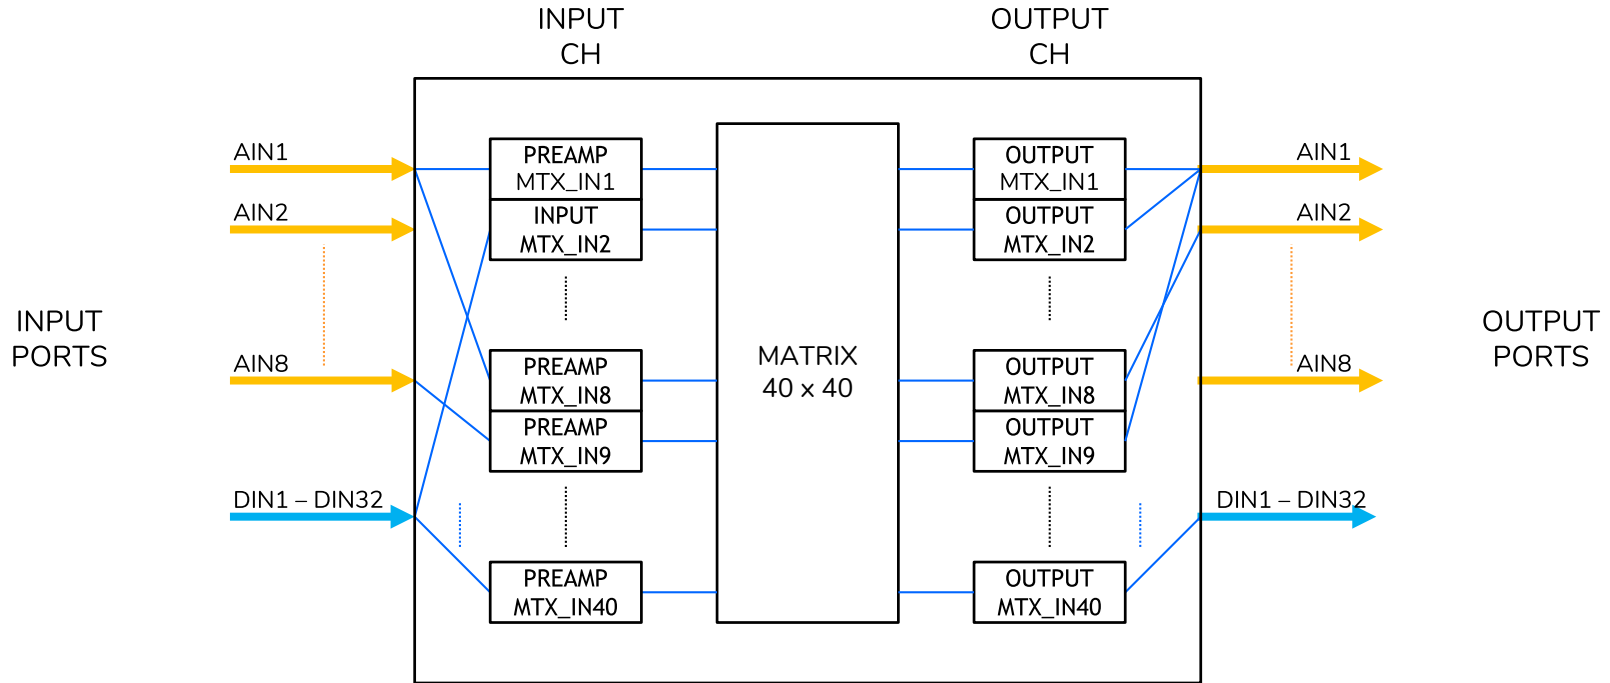 INPUT
CH
OUTPUT
CH
INPUT
PORTS
AIN1
AIN2
AIN8
DIN1 – DIN32
PREAMP
MTX_IN1
INPUT
MTX_IN2
PREAMP
MTX_IN8
PREAMP
MTX_IN9
PREAMP
MTX_IN40
MATRIX
40 x 40
OUTPUT
MTX_IN1
OUTPUT
MTX_IN2
OUTPUT
MTX_IN8
OUTPUT
MTX_IN9
OUTPUT
MTX_IN40
AIN1
AIN2
AIN8
DIN1 – DIN32
OUTPUT
PORTS